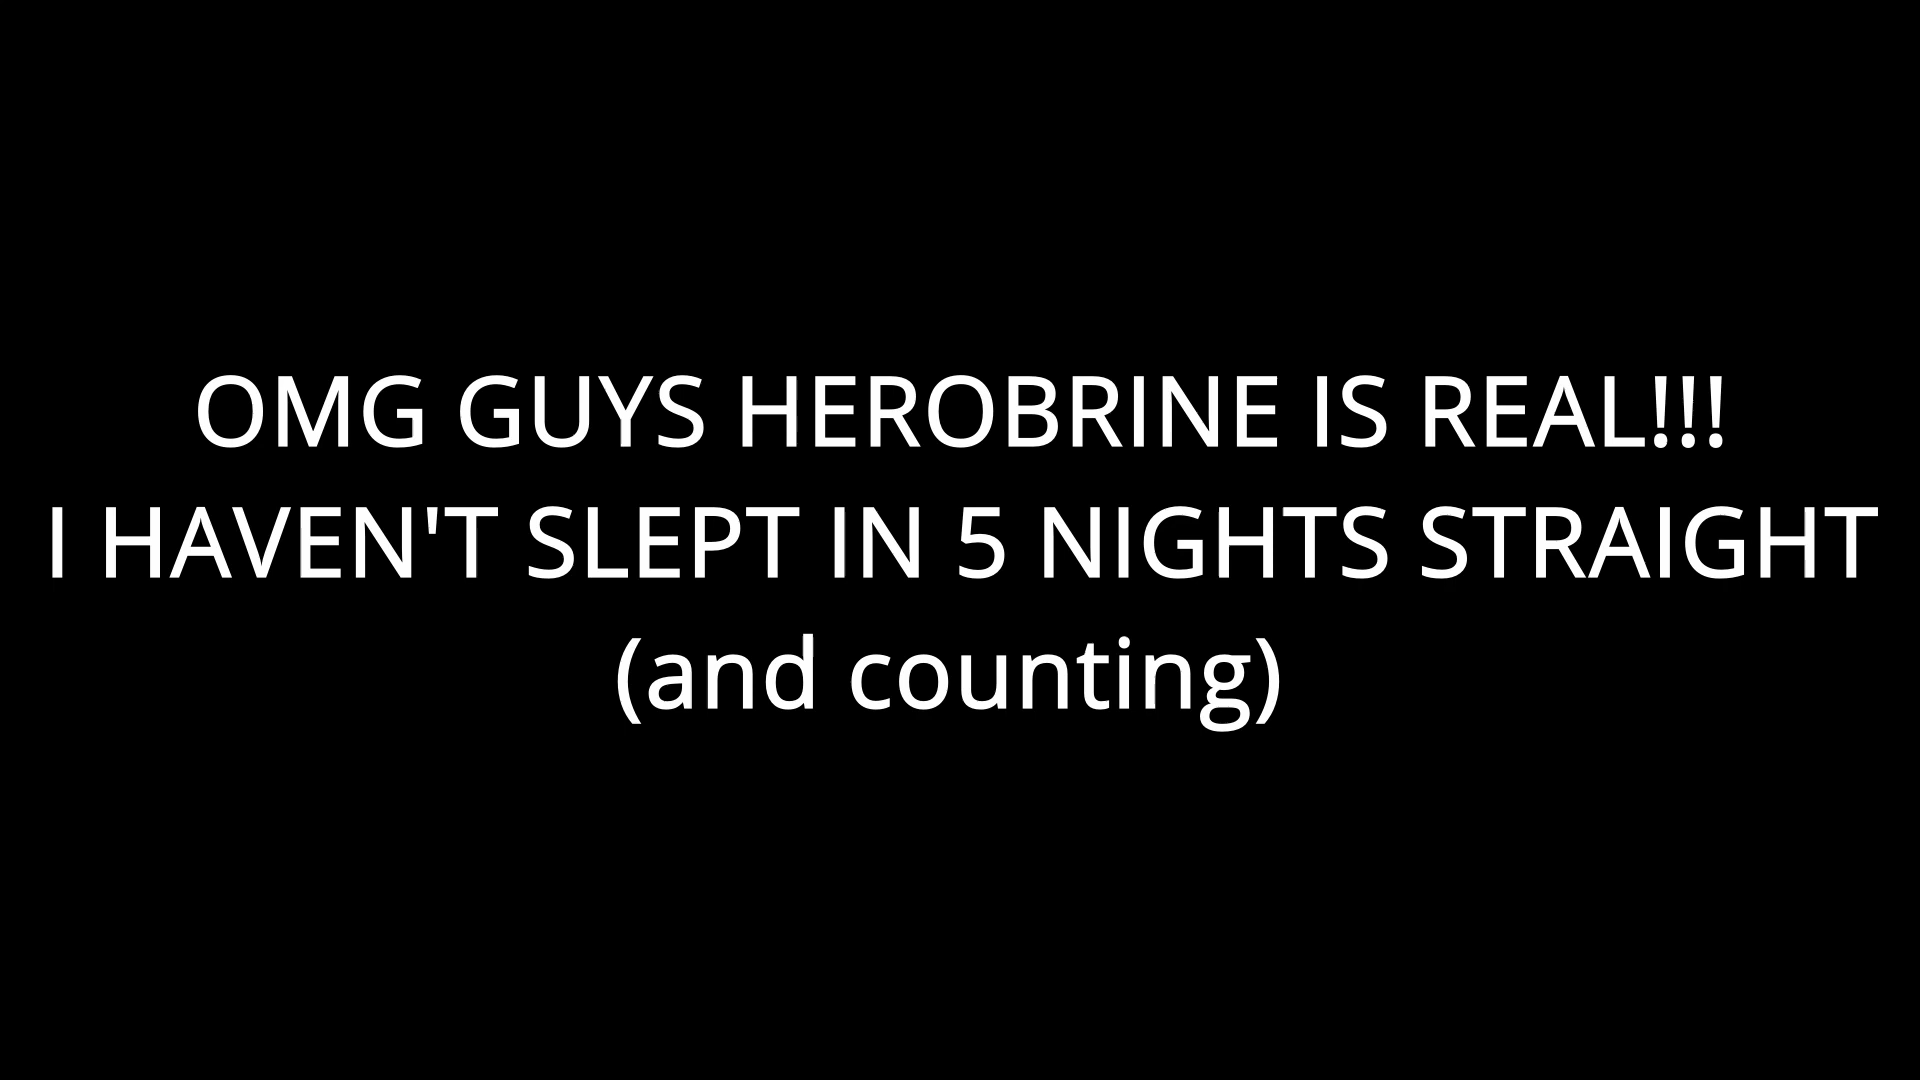 OMG GUYS HEROBRINE IS REAL!!!
I HAVEN'T SLEPT IN 5 NIGHTS STRAIGHT
(and counting)